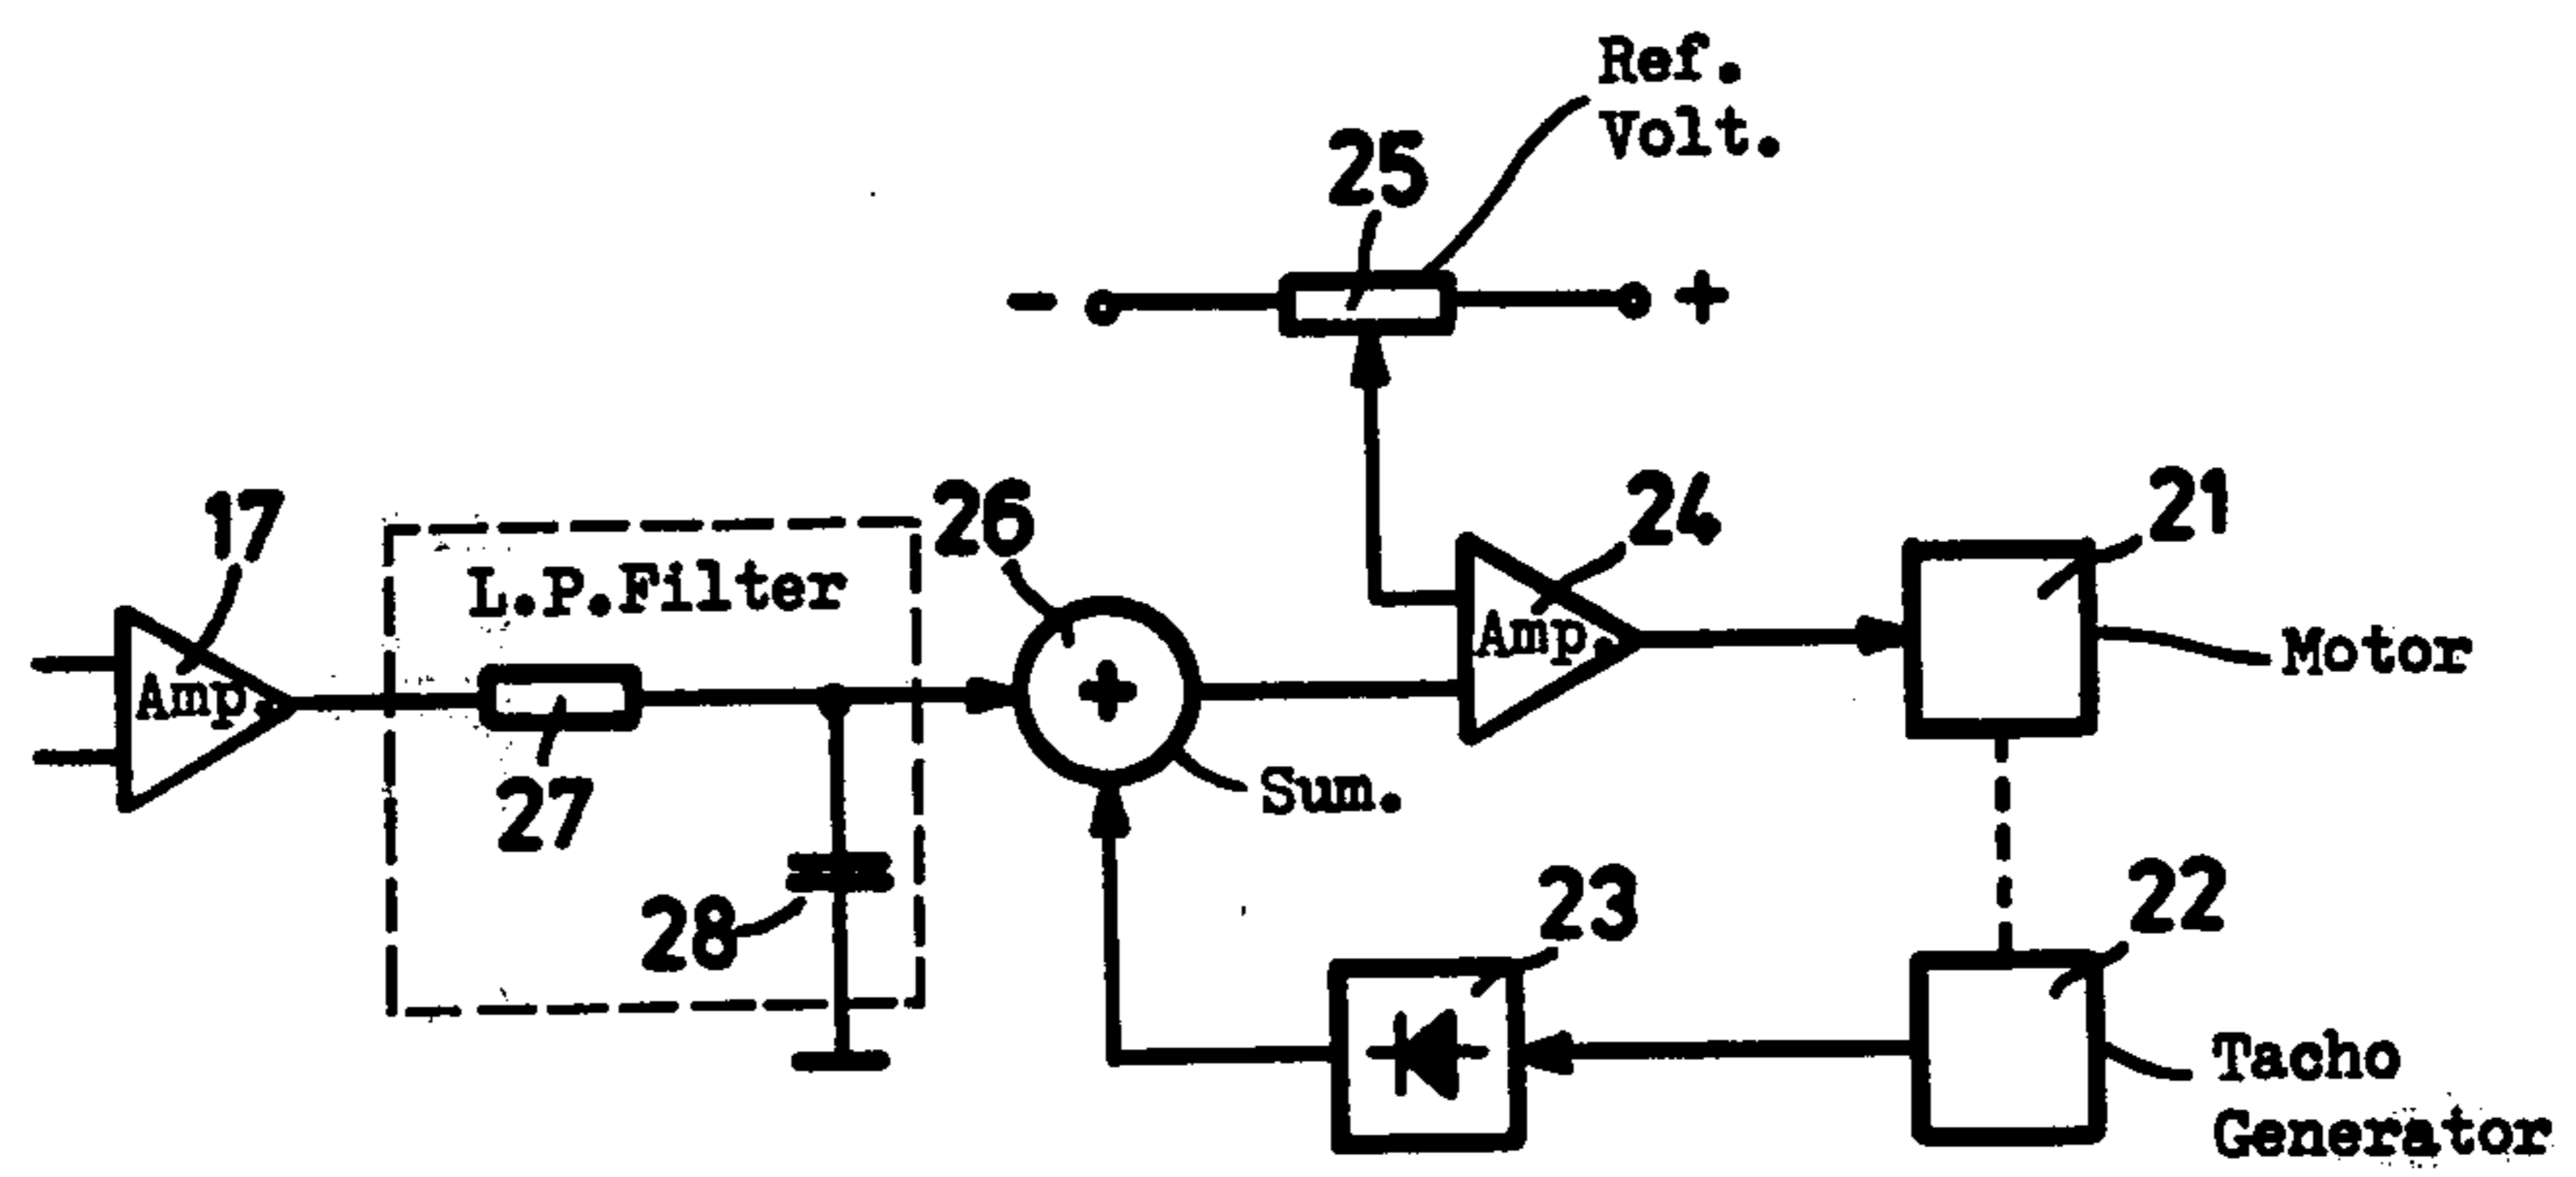 Ref.
Volt.
25
- +
17
L.P.Filter
26
24
21
Amp.
Amp.
+
Motor
27
Sum.
28
23
22
Tacho
Generator